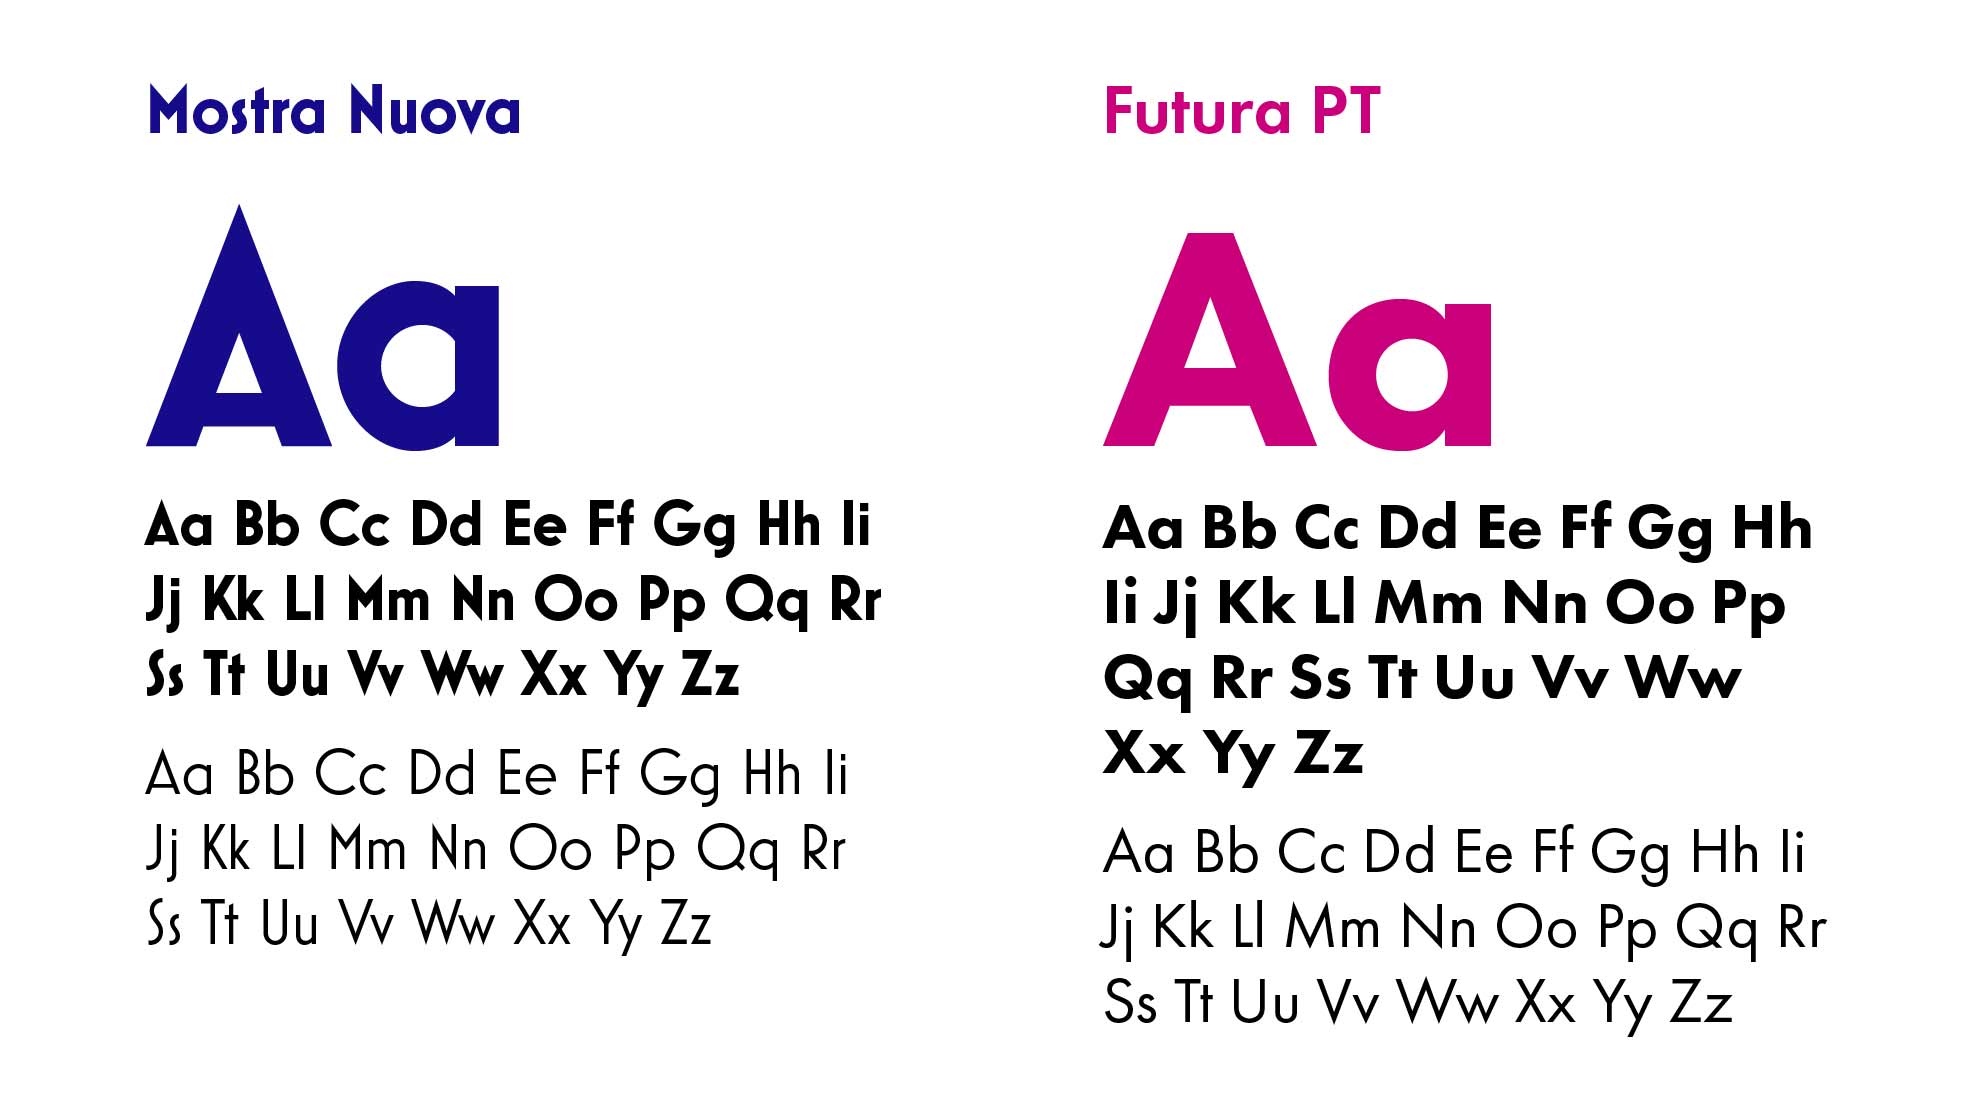 Mostra Nuova
Aa
Aa Bb Cc Dd Ee Ff Gg Hh Ii
Jj Kk Ll Mm Nn Oo Pp Qq Rr
Ss Tt Uu Vv Ww Xx Yy Zz
Aa Bb Cc Dd Ee Ff Gg Hh Ii
Jj Kk Ll Mm Nn Oo Pp Qq Rr
Ss Tt Uu Vv Ww Xx Yy Zz
Futura PT
Aa
Aa Bb Cc Dd Ee Ff Gg Hh
Ii Jj Kk Ll Mm Nn Oo Pp
Qq Rr Ss Tt Uu Vv Ww
Xx Yy Zz
Aa Bb Cc Dd Ee Ff Gg Hh Ii
Jj Kk Ll Mm Nn Oo Pp Qq Rr
Ss Tt Uu Vv Ww Xx Yy Zz